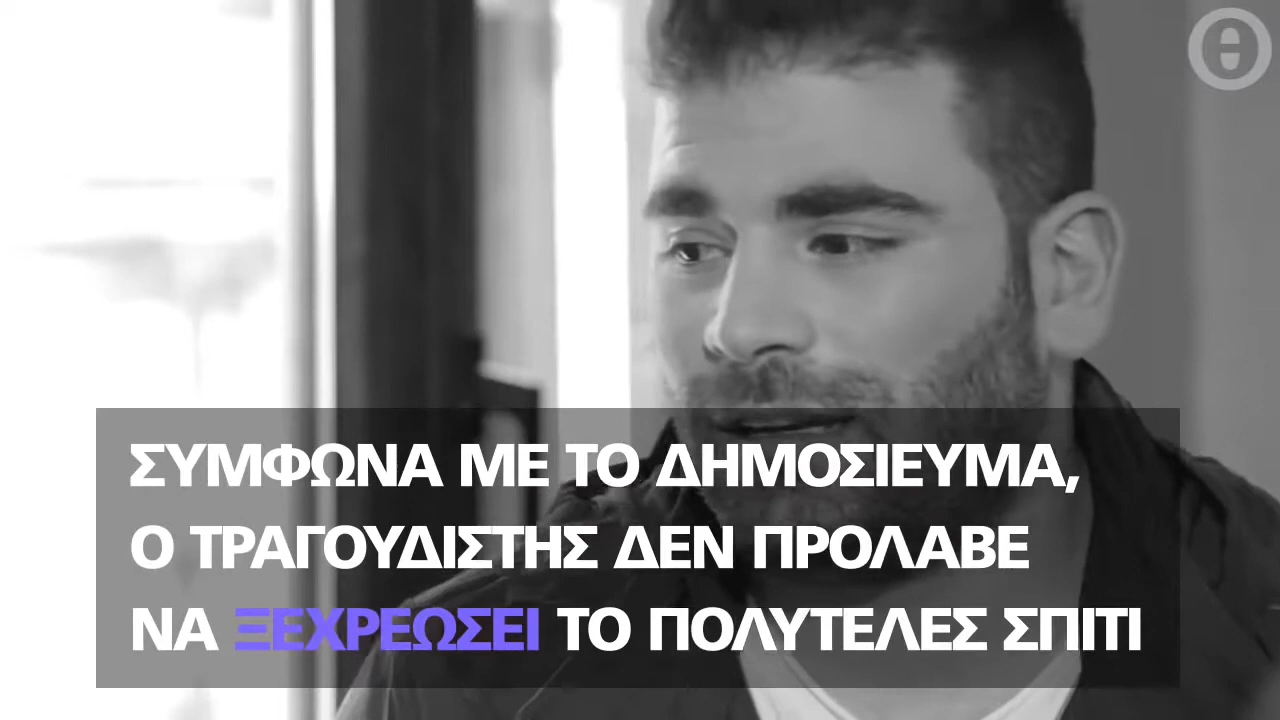 ΣΥΜΦΩΝΑ ΜΕ ΤΟ ΔΗΜΟΣΙΕΥΜΑ,
Ο ΤΡΑΓΟΥΔΙΣΤΗΣ ΔΕΝ ΠΡΟΛΑΒΕ
ΝΑ ΞΕΧΡΕΩΣΕΙ ΤΟ ΠΟΛΥΤΕΛΕΣ ΣΠΙΤΙ